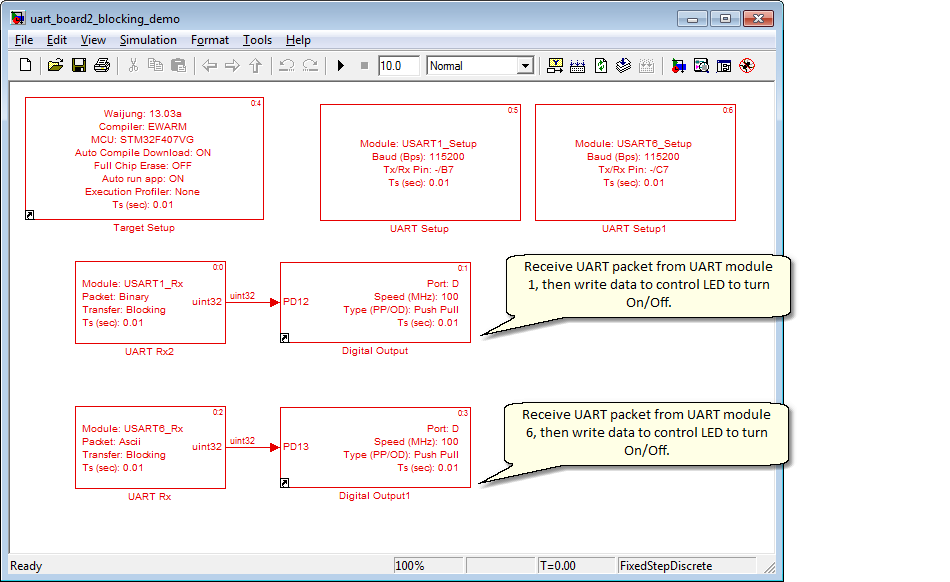 uart_board2_blocking_demo
File Edit View Simulation Format Tools Help
10.0 Normal
0:4
Waijung: 13.03a
Compiler: EWARM
MCU: STM32F407VG
Auto Compile Download: ON
Full Chip Erase: OFF
Auto run app: ON
Execution Profiler: None
Ts (sec): 0.01
Target Setup
0:5
Module: USART1_Setup
Baud (Bps): 115200
Tx/Rx Pin: -/B7
Ts (sec): 0.01
UART Setup
0:6
Module: USART6_Setup
Baud (Bps): 115200
Tx/Rx Pin: -/C7
Ts (sec): 0.01
UART Setup1
0:0
Module: USART1_Rx
Packet: Binary
Transfer: Blocking
Ts (sec): 0.01
uint32
UART Rx2
uint32
0:1
PD12
Port: D
Speed (MHz): 100
Type (PP/OD): Push Pull
Ts (sec): 0.01
Digital Output
Receive UART packet from UART module
1, then write data to control LED to turn
On/Off.
0:2
Module: USART6_Rx
Packet: Ascii
Transfer: Blocking
Ts (sec): 0.01
uint32
UART Rx
uint32
0:3
PD13
Port: D
Speed (MHz): 100
Type (PP/OD): Push Pull
Ts (sec): 0.01
Digital Output1
Receive UART packet from UART module
6, then write data to control LED to turn
On/Off.
Ready 100% T=0.00 FixedStepDiscrete